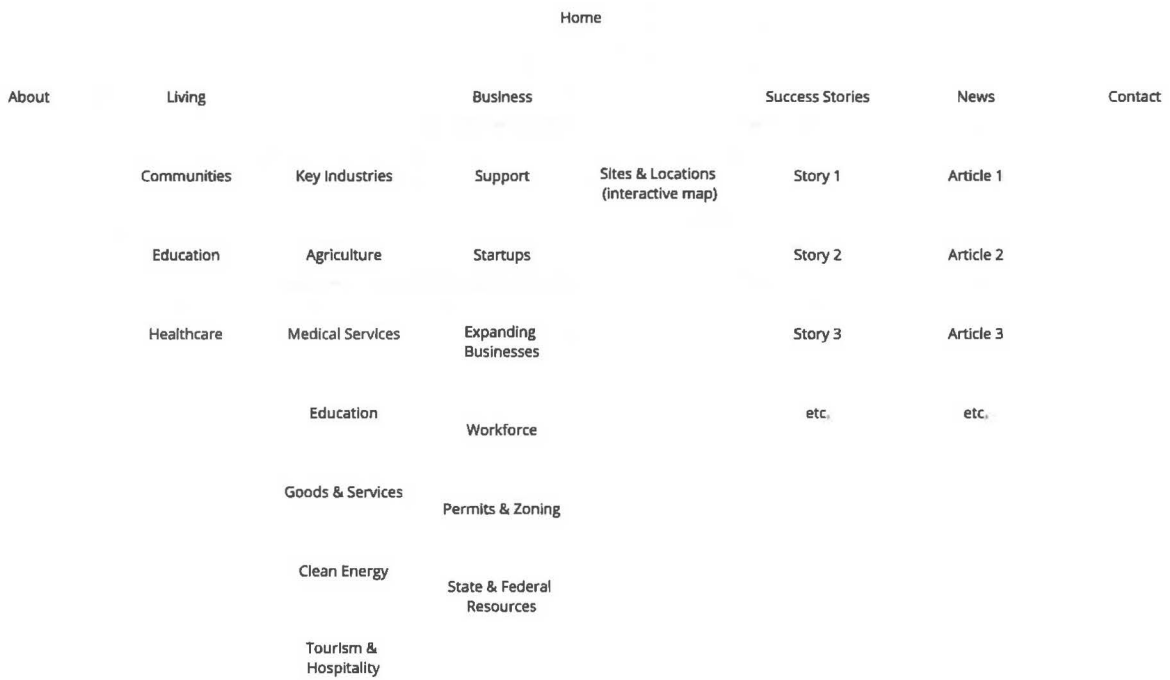 Home
About Living Business Success Stories News Contact
Communities Key Industries Support Sites & Locations Story 1 Article 1
(interactive map)
Education Agriculture Startups Story 2 Article 2
Healthcare Medical Services Expanding Story 3 Article 3
Businesses
Education etc. etc.
Workforce
Goods & Services
Permits & Zoning
Clean Energy
State & Federal
Resources
Tourism &
Hospitality